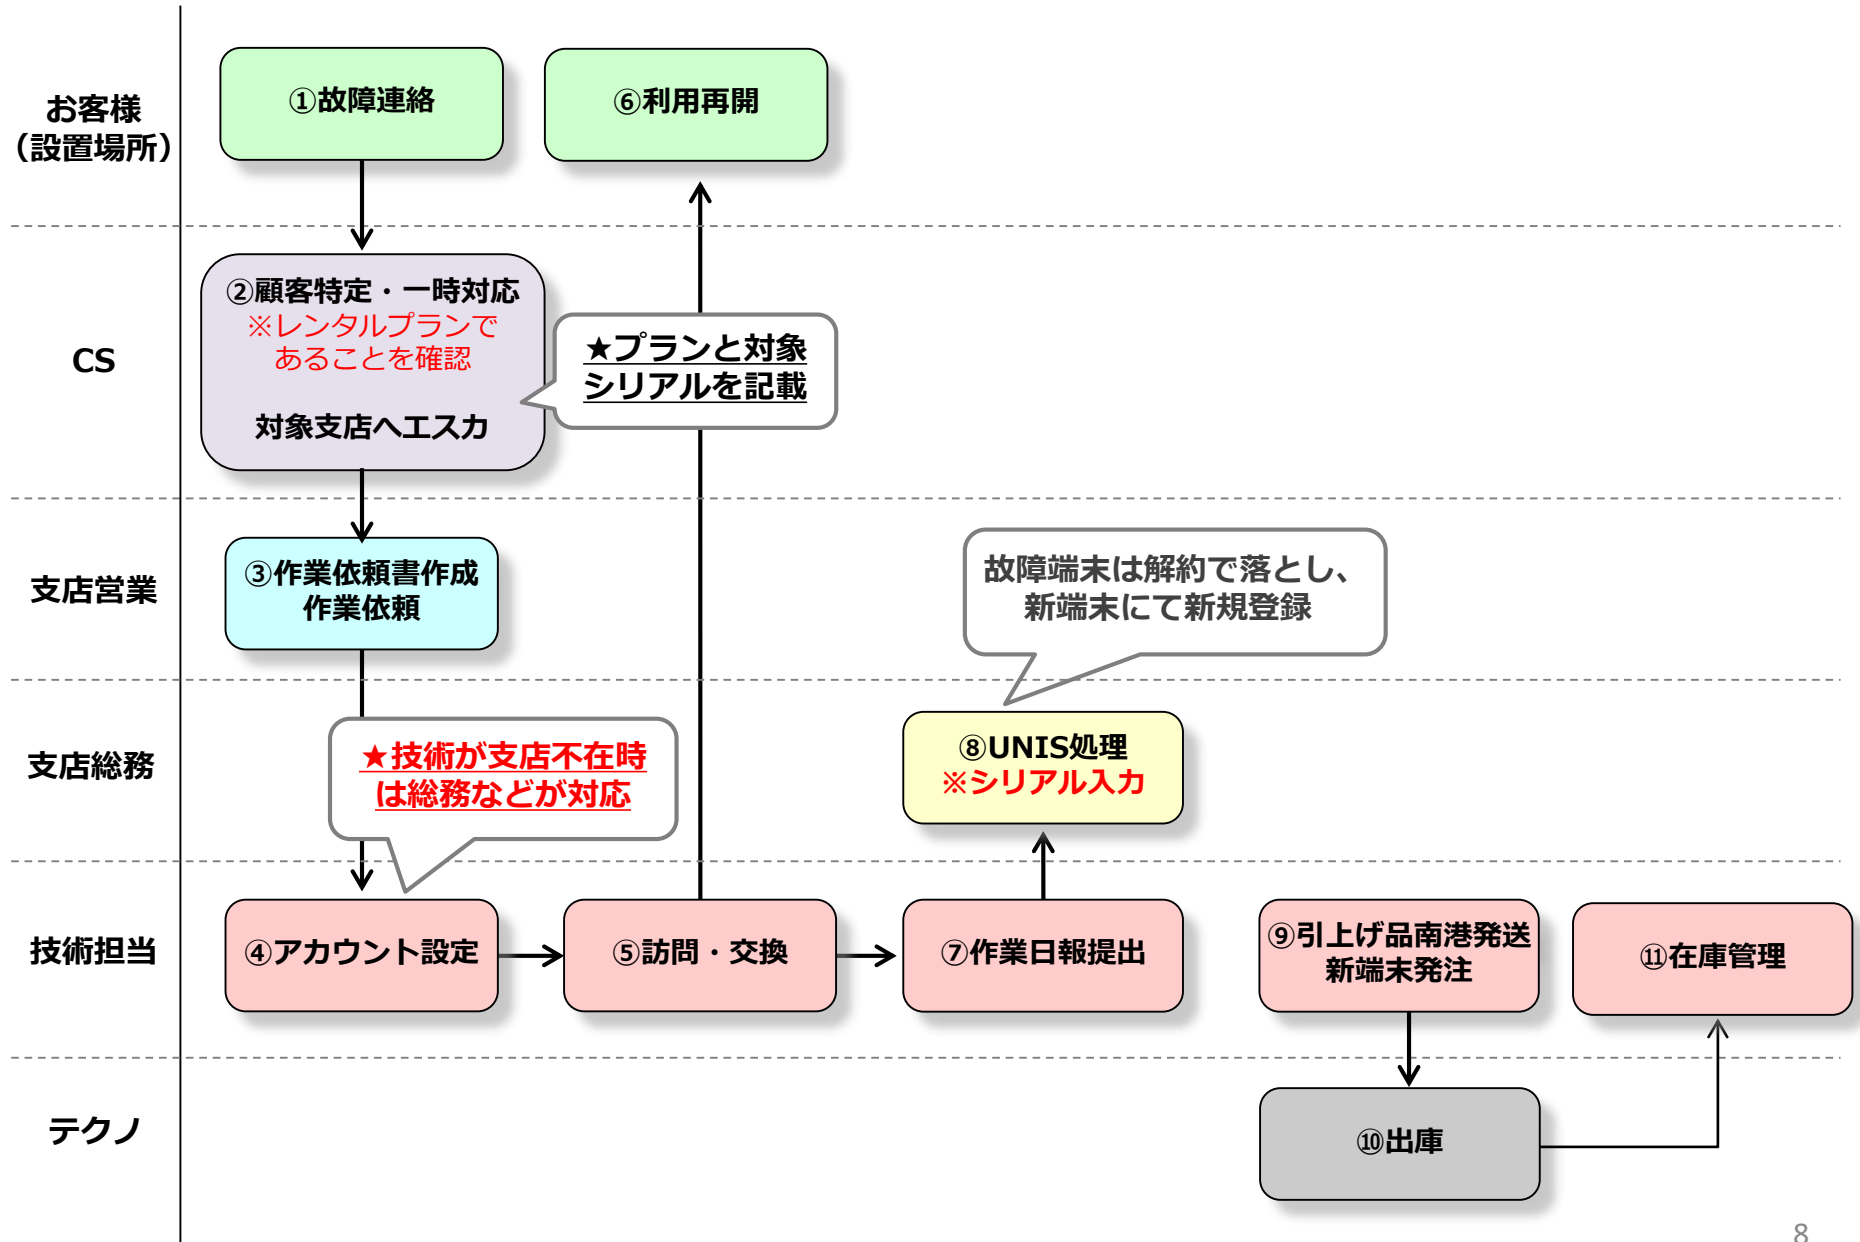 お客様
（設置場所）
①故障連絡
⑥利用再開
CS
②顧客特定・一時対応
※レンタルプランで
あることを確認
対象支店へエスカ
★プランと対象
シリアルを記載
支店営業
③作業依頼書作成
作業依頼
故障端末は解約で落とし、
新端末にて新規登録
支店総務
★技術が支店不在時
は総務などが対応
⑧UNIS処理
※シリアル入力
技術担当
④アカウント設定
⑤訪問・交換
⑦作業日報提出
⑨引上げ品南港発送
新端末発注
⑪在庫管理
テクノ
⑩出庫
8